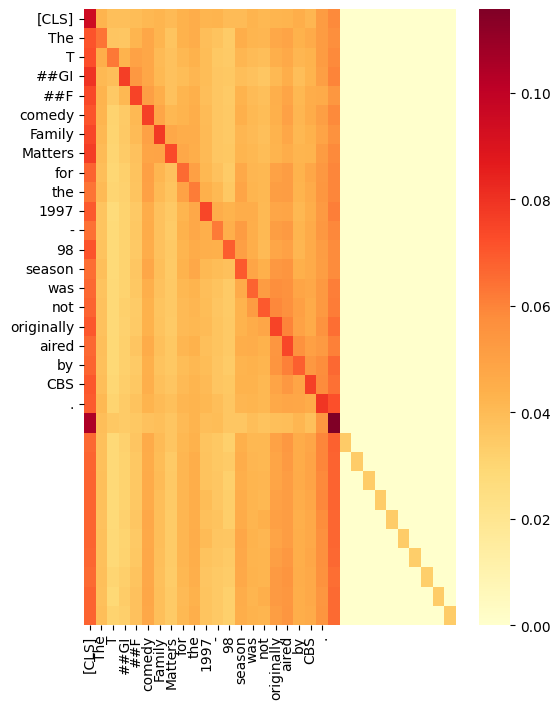 [CLS]
The
T
##GI
##F
comedy
Family
Matters
for
the
1997
-
98
season
was
not
originally
aired
by
CBS
.
0.10
0.08
0.06
0.04
0.02
0.00
[CLS]
The
T
##GI
##F
comedy
Family
Matters
for
the
1997
-
98
season
was
not
originally
aired
by
CBS
.